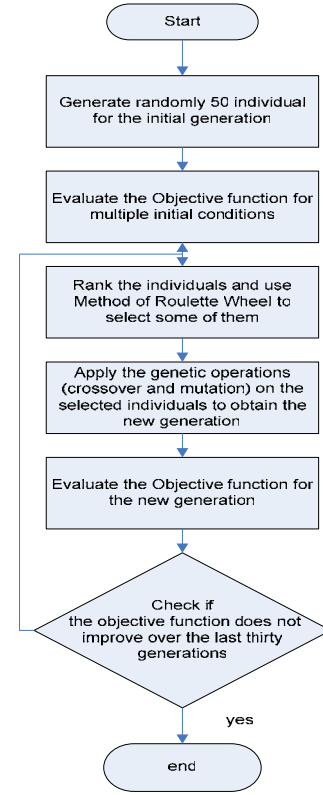 Start
Generate randomly 50 individual
for the initial generation
Evaluate the Objective function for
multiple initial conditions
Rank the individuals and use
Method of Roulette Wheel to
select some of them
Apply the genetic operations
(crossover and mutation) on the
selected individuals to obtain the
new generation
Evaluate the Objective function for
the new generation
Check if
the objective function does not
improve over the last thirty
generations
yes
end